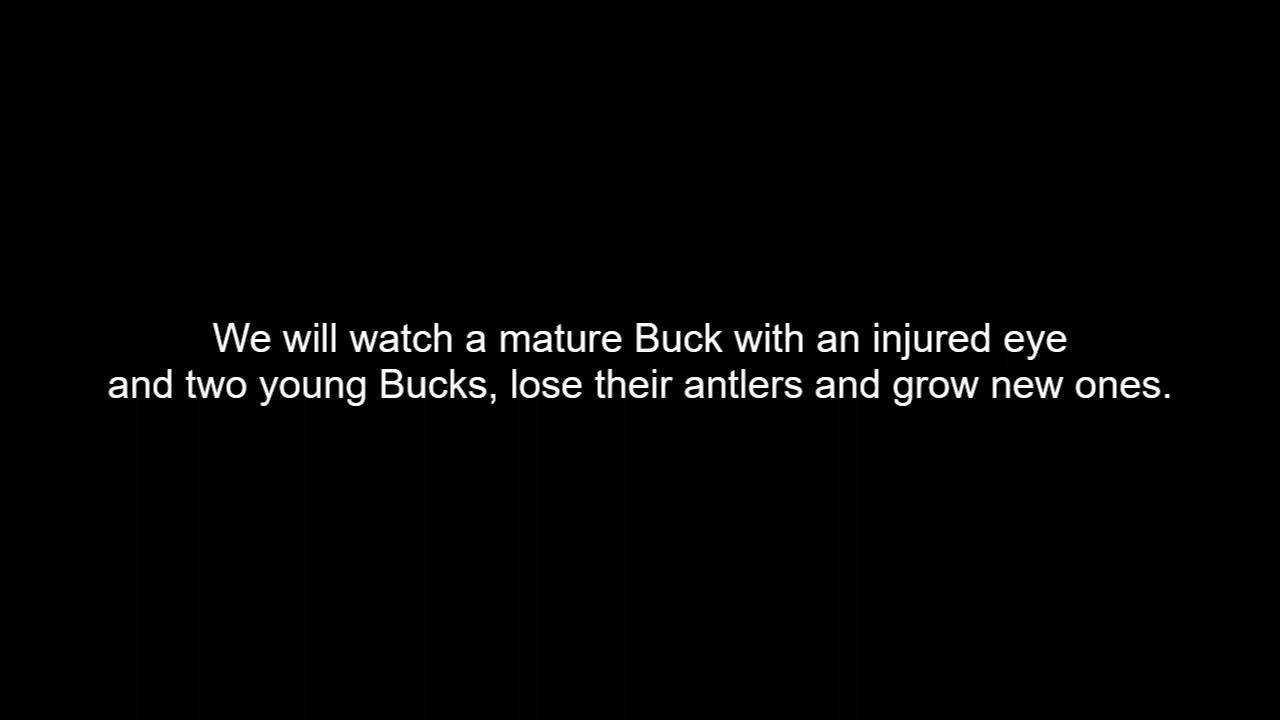 We will watch a mature Buck with an injured eye
and two young Bucks, lose their antlers and grow new ones.